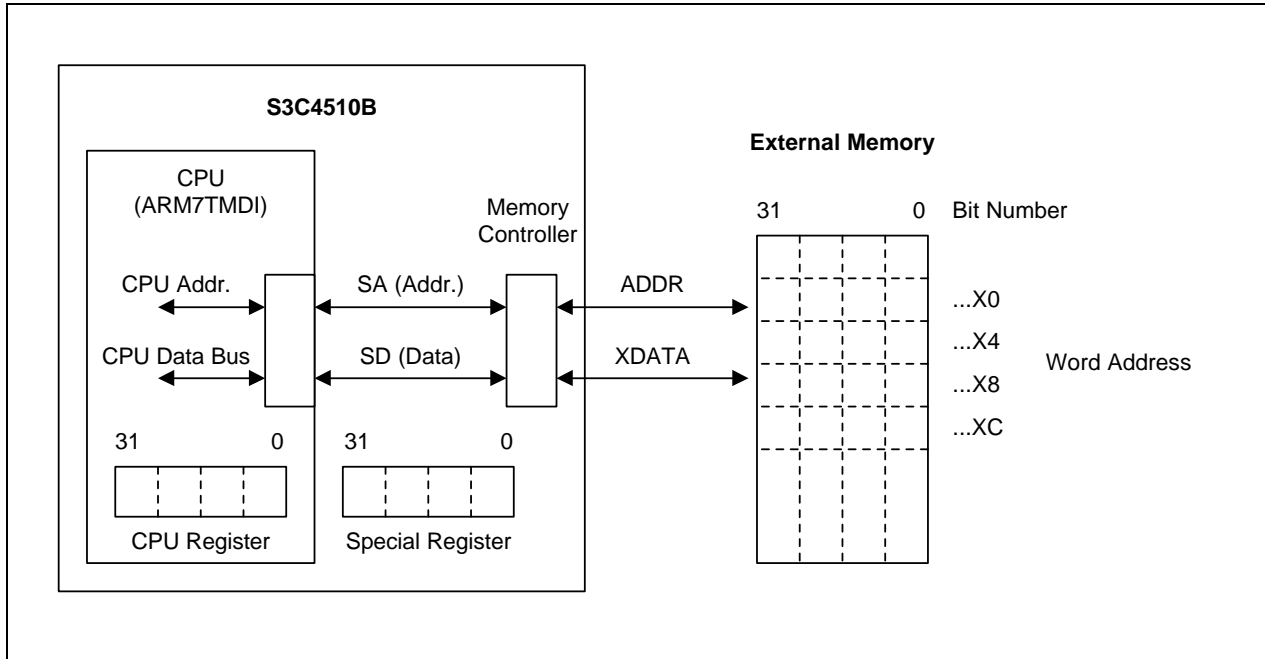 S3C4510B
External Memory
CPU
(ARM7TMDI)
Memory
Controller
31 0 Bit Number
CPU Addr.
SA (Addr.)
ADDR
...X0
...X4
CPU Data Bus
SD (Data)
XDATA
Word Address
...X8
...XC
31 0
31 0
CPU Register
Special Register